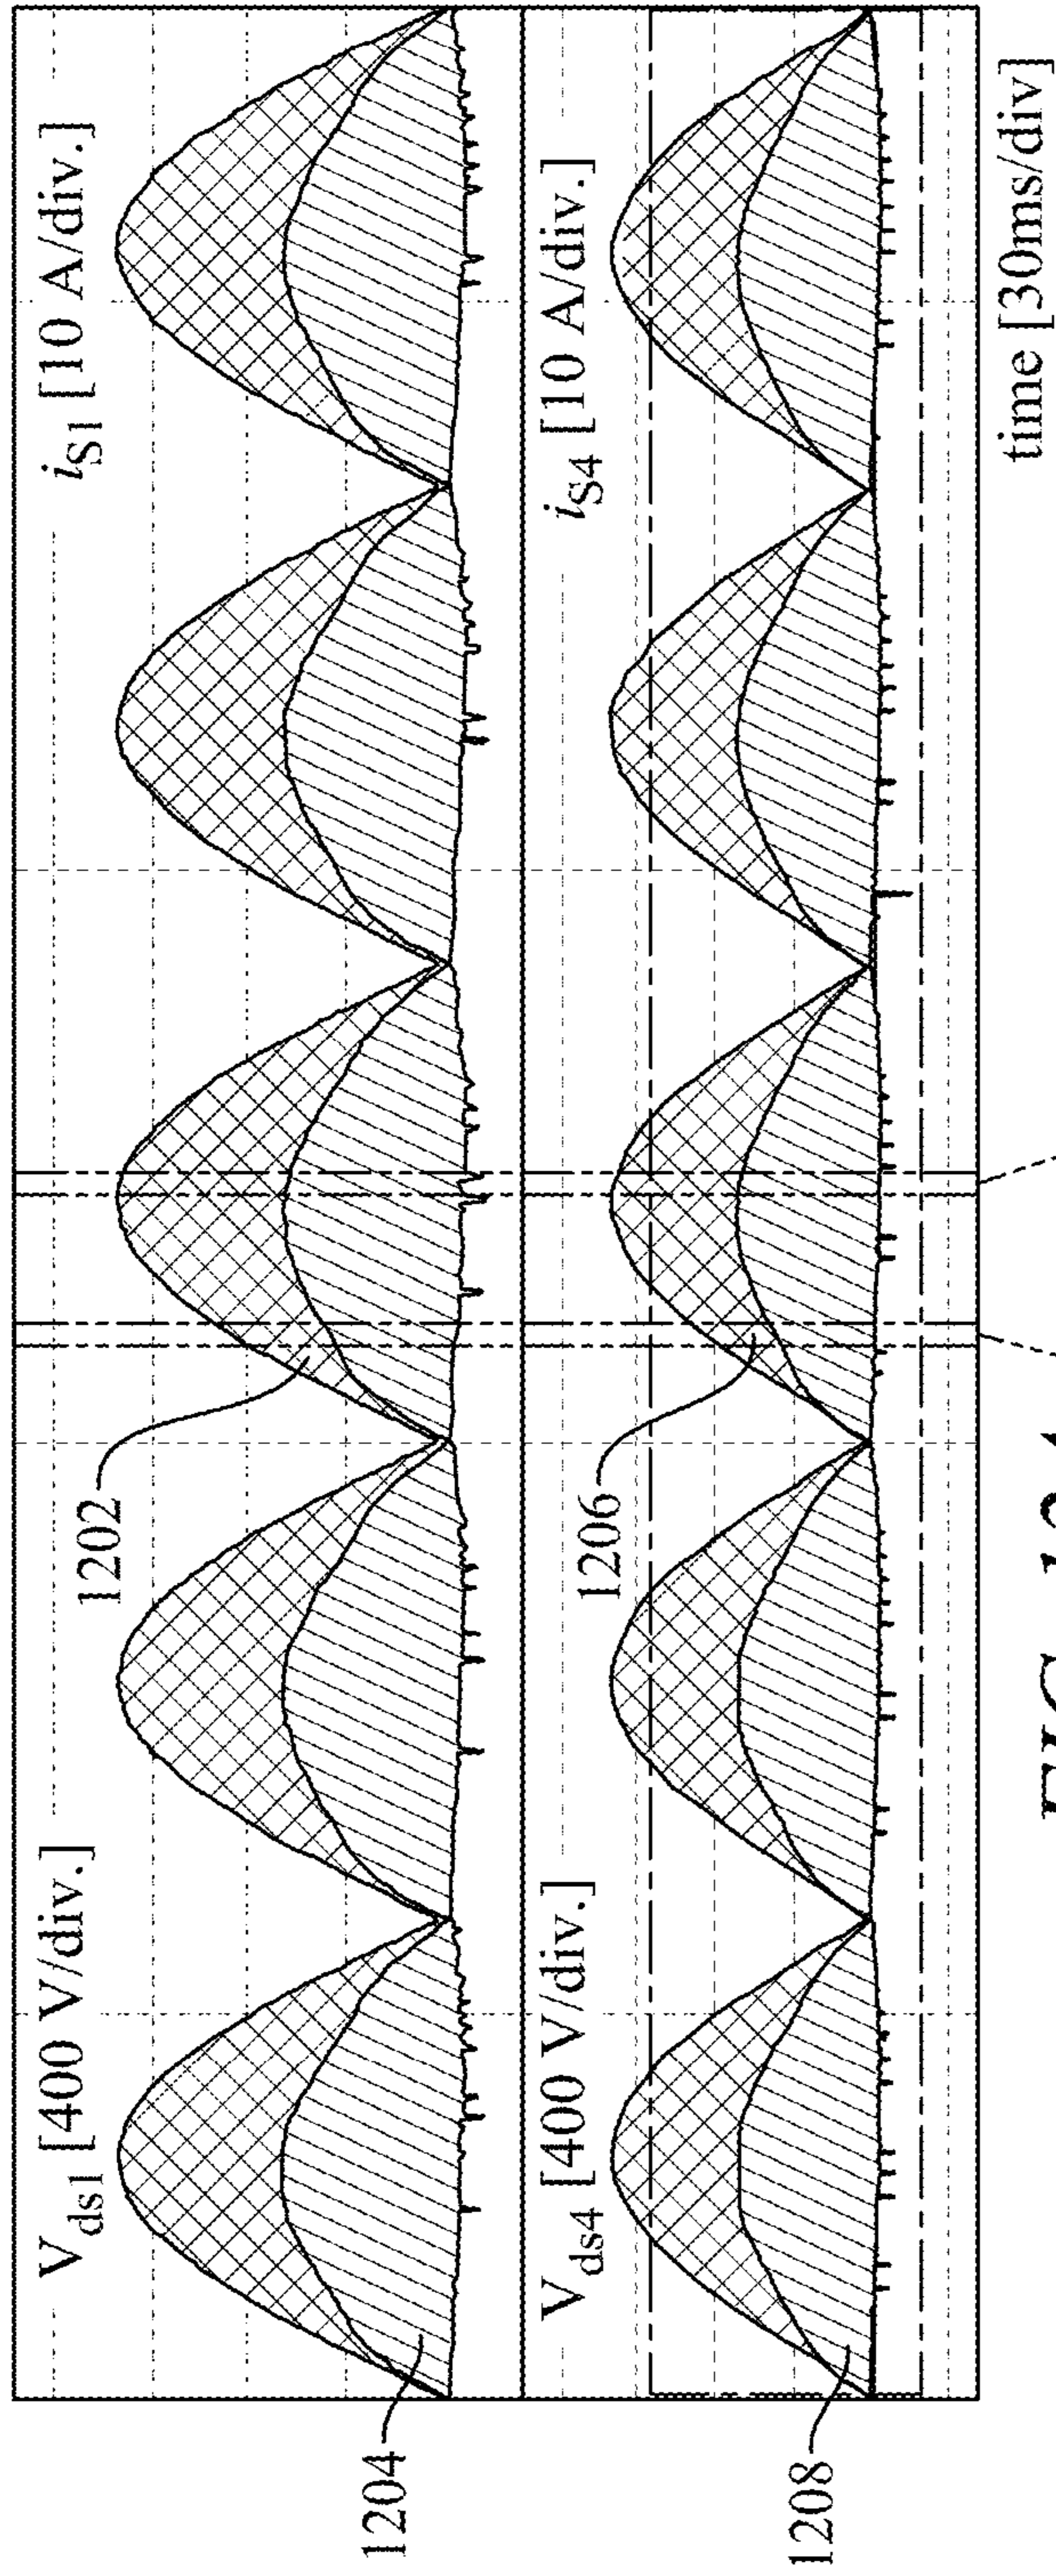 V_ds1 [400 V/div.]
i_S1 [10 A/div.]
1202
1204
V_ds4 [400 V/div.]
i_S4 [10 A/div.]
1206
1208
time [30ms/div]